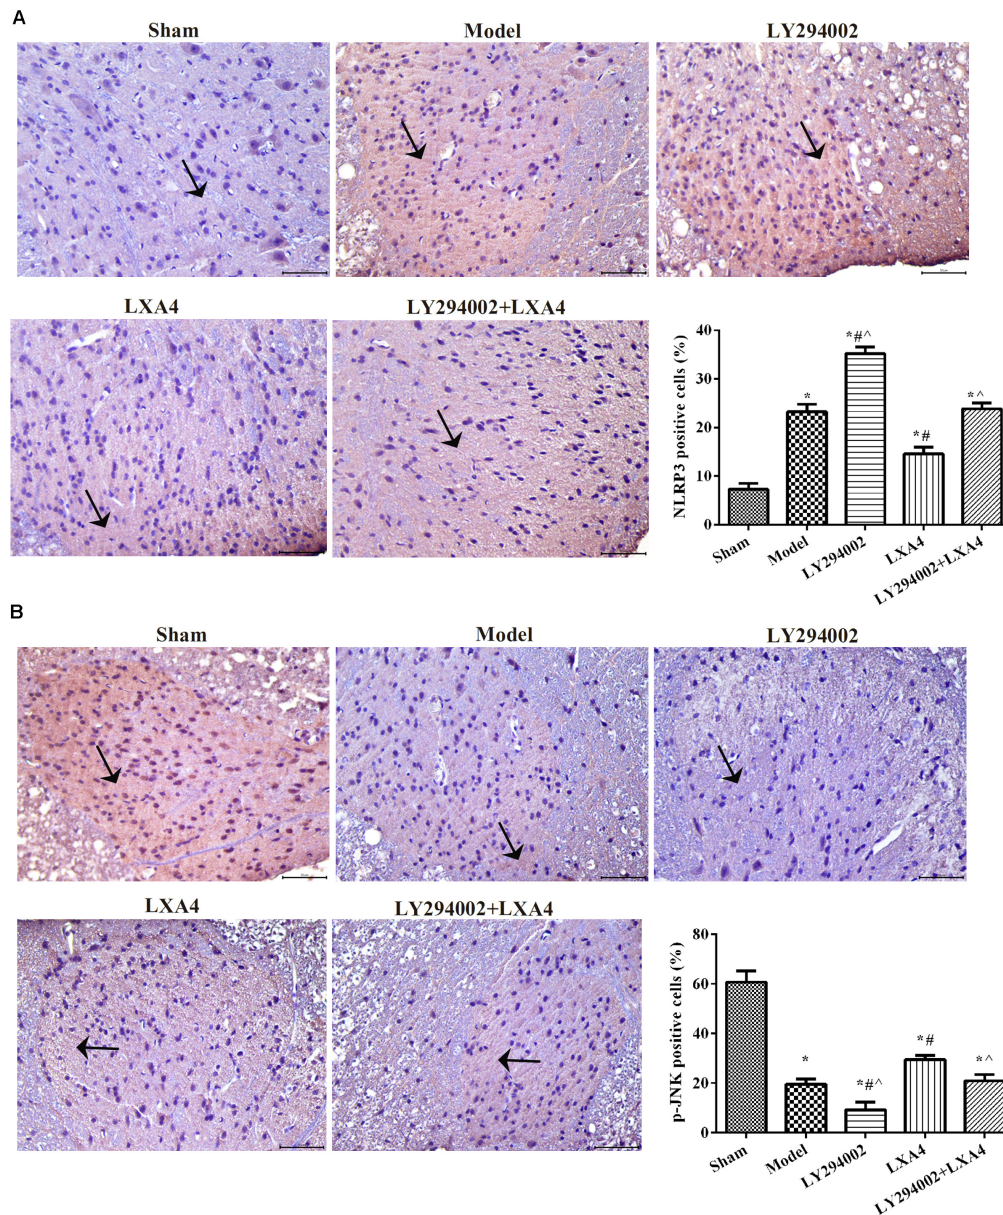 A
Sham
Model
LY294002
LXA4
LY294002+LXA4
NLRP3 positive cells (%)
40
30
20
10
0
*
*#^
*#
*^
Sham
Model
LY294002
LXA4
LY294002+LXA4
B
Sham
Model
LY294002
LXA4
LY294002+LXA4
p-JNK positive cells (%)
80
60
40
20
0
*
*#^
*#
*^
Sham
Model
LY294002
LXA4
LY294002+LXA4